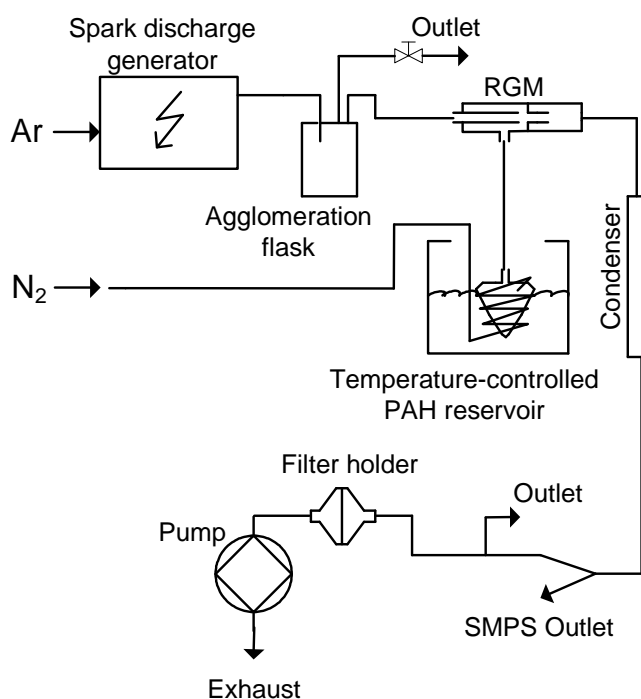 Spark discharge
generator
Outlet
RGM
Ar
Agglomeration
flask
N₂
Condenser
Temperature-controlled
PAH reservoir
Filter holder
Outlet
Pump
SMPS Outlet
Exhaust